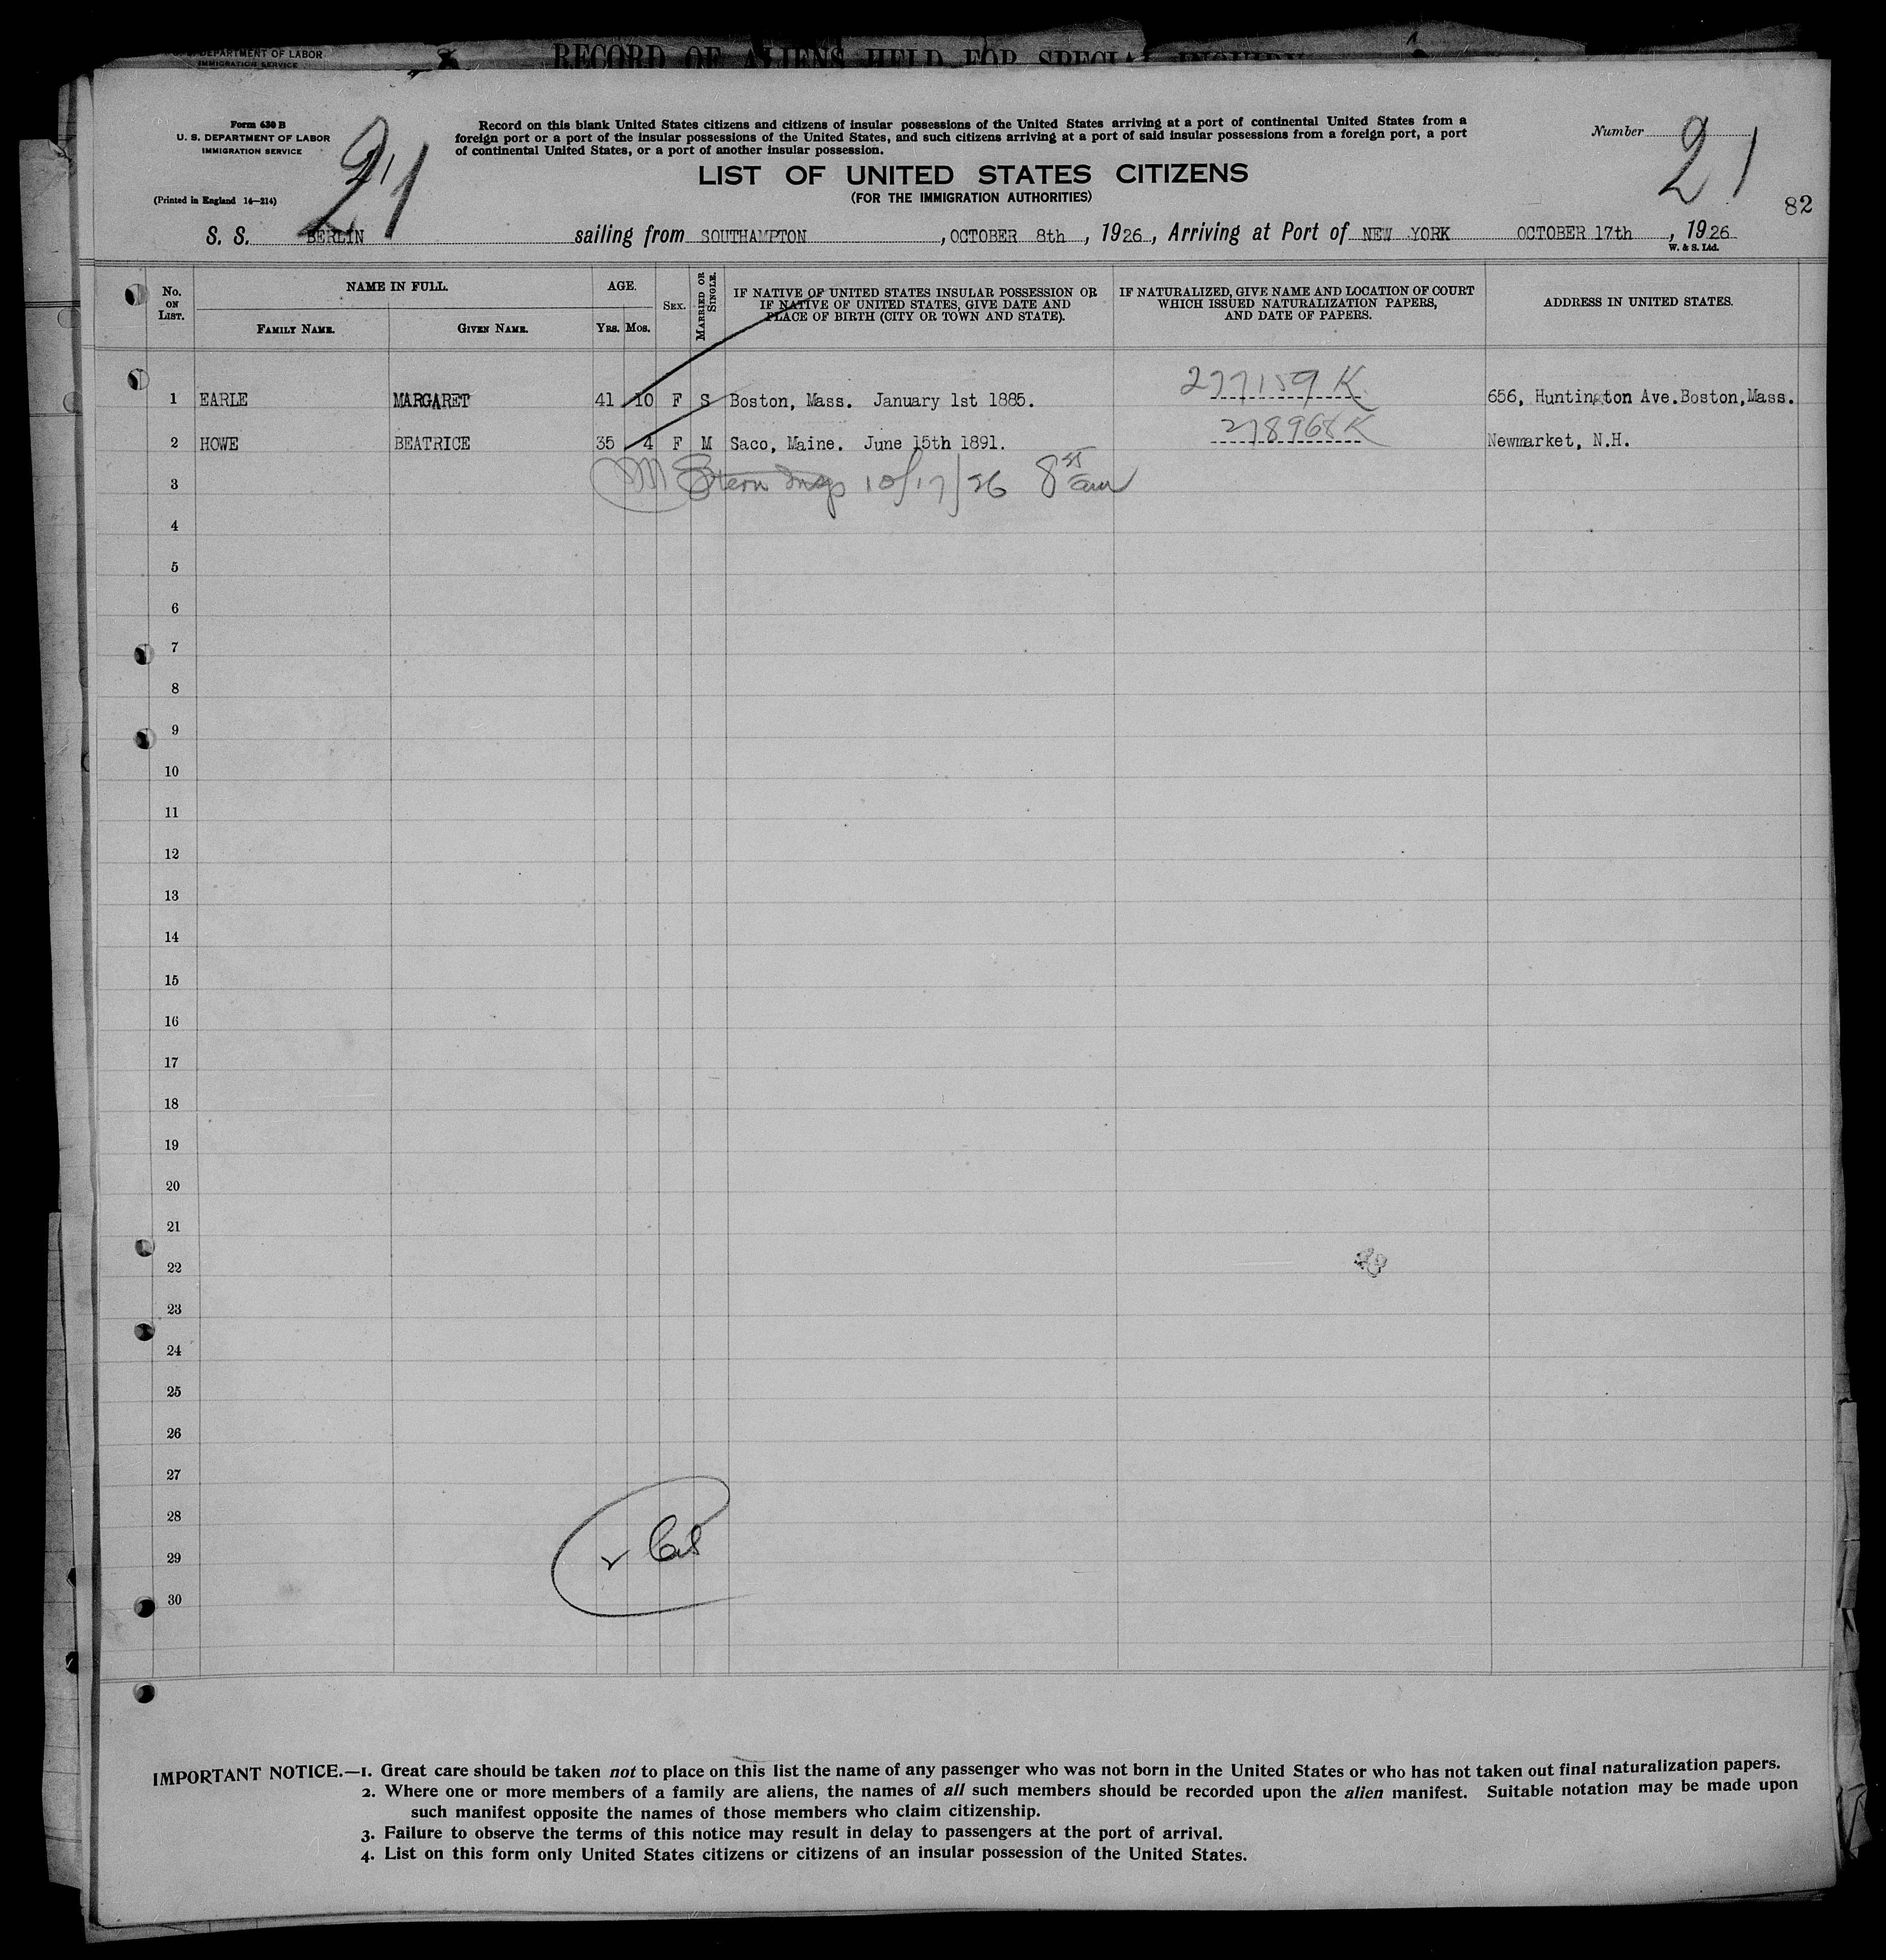 U. S. DEPARTMENT OF LABOR
IMMIGRATION SERVICE
RECORD OF ALIENS HELD FOR SPECIAL INQUIRY
Form 630 B
U. S. DEPARTMENT OF LABOR
IMMIGRATION SERVICE
(Printed in England 14—214)
21
Record on this blank United States citizens and citizens of insular possessions of the United States arriving at a port of continental United States from a
foreign port or a port of the insular possessions of the United States, and such citizens arriving at a port of said insular possessions from a foreign port, a port
of continental United States, or a port of another insular possession.
Number 21
LIST OF UNITED STATES CITIZENS
(FOR THE IMMIGRATION AUTHORITIES)
82
S. S. BERLIN sailing from SOUTHAMPTON, OCTOBER 8th, 1926, Arriving at Port of NEW YORK OCTOBER 17th, 1926
W. & S. Ltd.
No. ON LIST.
NAME IN FULL.
FAMILY NAME. GIVEN NAME.
AGE.
YRS. MOS.
SEX.
MARRIED OR SINGLE.
IF NATIVE OF UNITED STATES INSULAR POSSESSION OR
IF NATIVE OF UNITED STATES, GIVE DATE AND
PLACE OF BIRTH (CITY OR TOWN AND STATE).
IF NATURALIZED, GIVE NAME AND LOCATION OF COURT
WHICH ISSUED NATURALIZATION PAPERS,
AND DATE OF PAPERS.
ADDRESS IN UNITED STATES.
1 EARLE MARGARET 41 10 F S Boston, Mass. January 1st 1885. 277159 K 656, Huntington Ave. Boston, Mass.
2 HOWE BEATRICE 35 4 F M Saco, Maine. June 15th 1891. 278968 K Newmarket, N.H.
3 Stern Insp 10/17/26 8 am
4
5
6
7
8
9
10
11
12
13
14
15
16
17
18
19
20
21
22
23
24
25
26
27
28
29
30
IMPORTANT NOTICE.—1. Great care should be taken not to place on this list the name of any passenger who was not born in the United States or who has not taken out final naturalization papers.
2. Where one or more members of a family are aliens, the names of all such members should be recorded upon the alien manifest. Suitable notation may be made upon
such manifest opposite the names of those members who claim citizenship.
3. Failure to observe the terms of this notice may result in delay to passengers at the port of arrival.
4. List on this form only United States citizens or citizens of an insular possession of the United States.